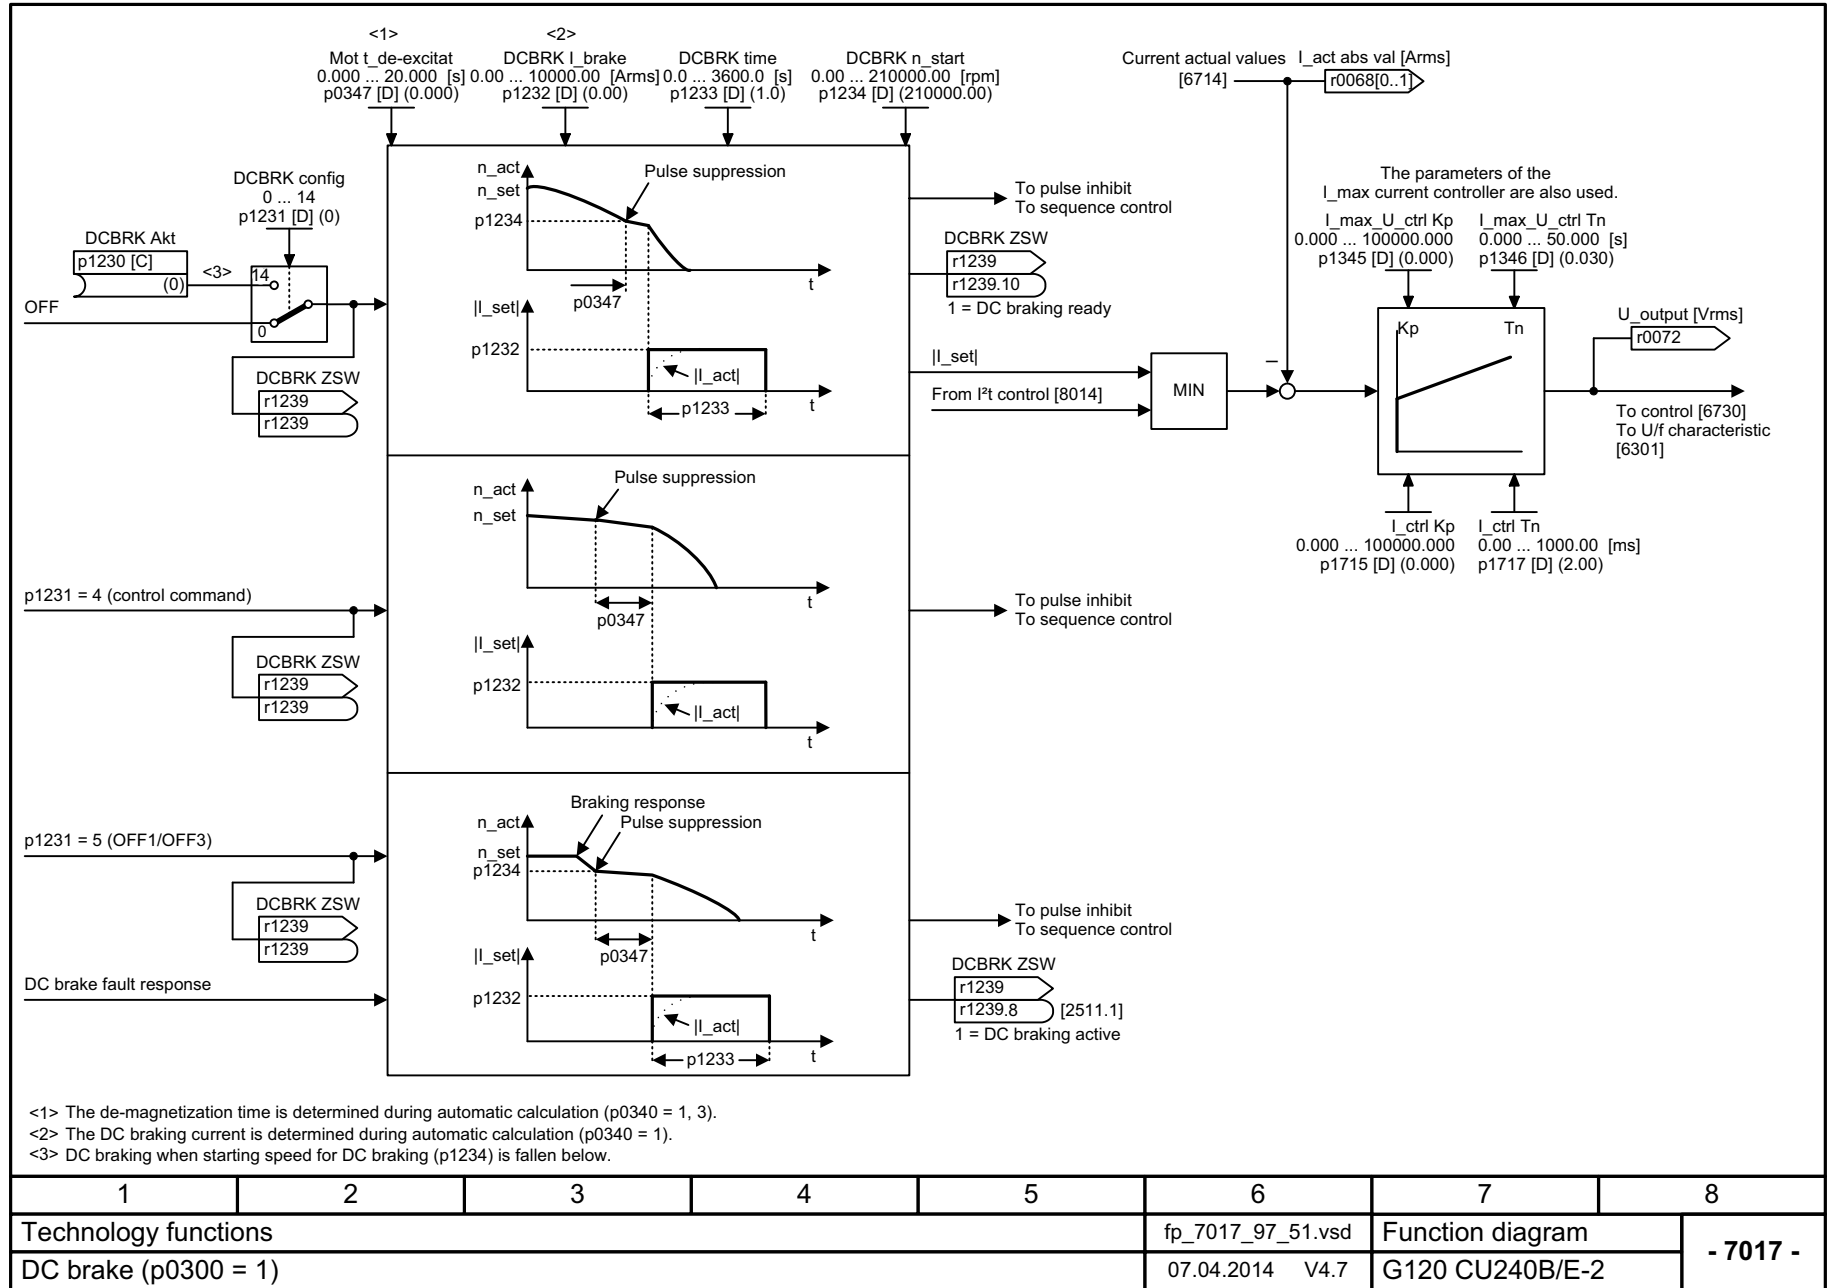 <1>
Mot t_de-excitat
0.000 ... 20.000 [s]
p0347 [D] (0.000)
<2>
DCBRK I_brake
0.00 ... 10000.00 [Arms]
p1232 [D] (0.00)
DCBRK time
0.0 ... 3600.0 [s]
p1233 [D] (1.0)
DCBRK n_start
0.00 ... 210000.00 [rpm]
p1234 [D] (210000.00)
Current actual values
[6714]
I_act abs val [Arms]
r0068[0..1]
DCBRK config
0 ... 14
p1231 [D] (0)
DCBRK Akt
p1230 [C]
(0)
<3>
14
0
OFF
DCBRK ZSW
r1239
r1239
n_act
n_set
p1234
Pulse suppression
t
p0347
|I_set|
p1232
|I_act|
p1233
t
To pulse inhibit
To sequence control
DCBRK ZSW
r1239
r1239.10
1 = DC braking ready
|I_set|
From I²t control [8014]
MIN
–
The parameters of the
I_max current controller are also used.
I_max_U_ctrl Kp
0.000 ... 100000.000
p1345 [D] (0.000)
I_max_U_ctrl Tn
0.000 ... 50.000 [s]
p1346 [D] (0.030)
Kp
Tn
U_output [Vrms]
r0072
To control [6730]
To U/f characteristic
[6301]
I_ctrl Kp
0.000 ... 100000.000
p1715 [D] (0.000)
I_ctrl Tn
0.00 ... 1000.00 [ms]
p1717 [D] (2.00)
p1231 = 4 (control command)
DCBRK ZSW
r1239
r1239
n_act
n_set
Pulse suppression
t
p0347
|I_set|
p1232
|I_act|
t
To pulse inhibit
To sequence control
p1231 = 5 (OFF1/OFF3)
DCBRK ZSW
r1239
r1239
DC brake fault response
Braking response
Pulse suppression
n_act
n_set
p1234
t
p0347
|I_set|
p1232
|I_act|
p1233
t
To pulse inhibit
To sequence control
DCBRK ZSW
r1239
r1239.8
[2511.1]
1 = DC braking active
<1> The de-magnetization time is determined during automatic calculation (p0340 = 1, 3).
<2> The DC braking current is determined during automatic calculation (p0340 = 1).
<3> DC braking when starting speed for DC braking (p1234) is fallen below.
1 2 3 4 5 6 7 8
Technology functions
fp_7017_97_51.vsd
Function diagram
- 7017 -
DC brake (p0300 = 1)
07.04.2014 V4.7
G120 CU240B/E-2